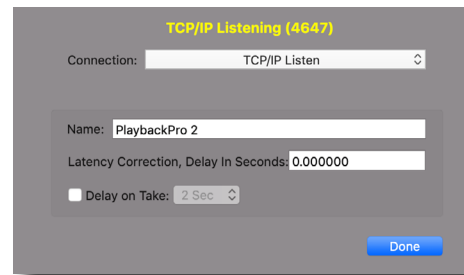 TCP/IP Listening (4647)
Connection: TCP/IP Listen
Name: PlaybackPro 2
Latency Correction, Delay In Seconds: 0.000000
Delay on Take: 2 Sec
Done